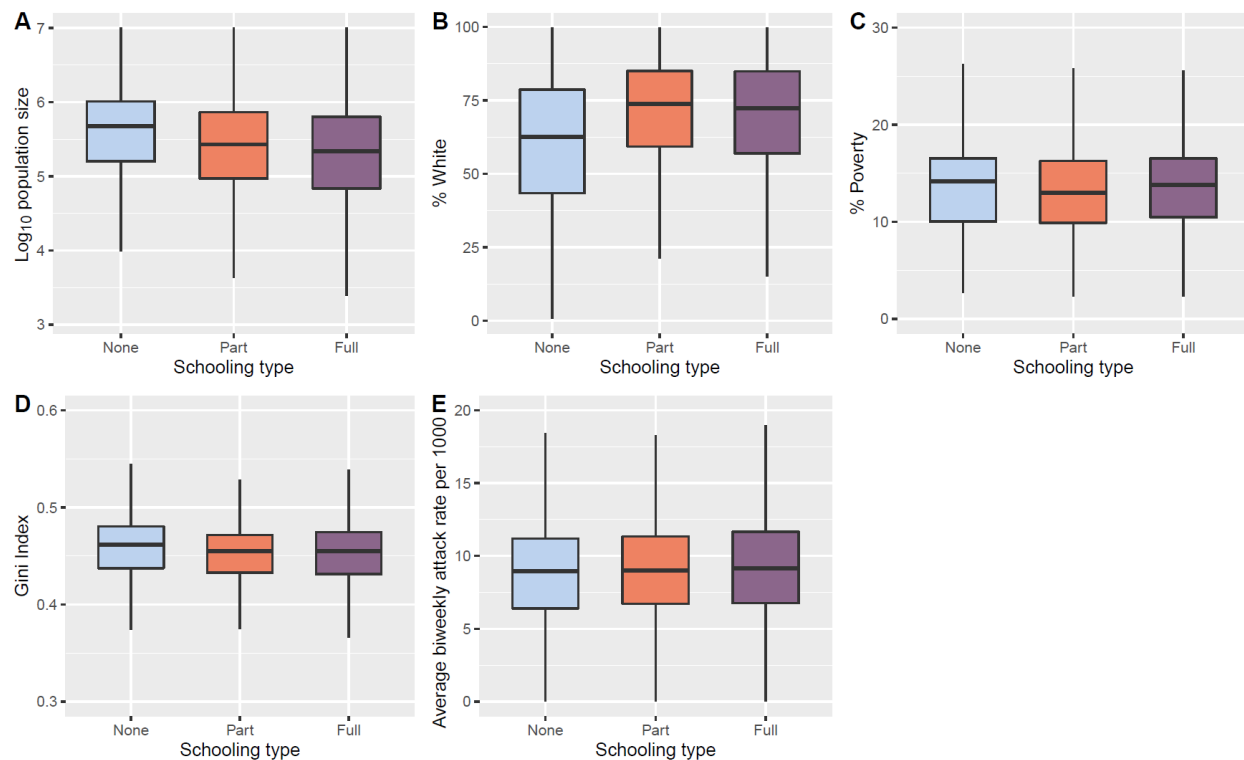 A
Log10 population size
7
6
5
4
3
None Part Full
Schooling type
B
% White
100
75
50
25
0
None Part Full
Schooling type
C
% Poverty
30
20
10
0
None Part Full
Schooling type
D
Gini Index
0.6
0.5
0.4
0.3
None Part Full
Schooling type
E
Average biweekly attack rate per 1000
20
15
10
5
0
None Part Full
Schooling type